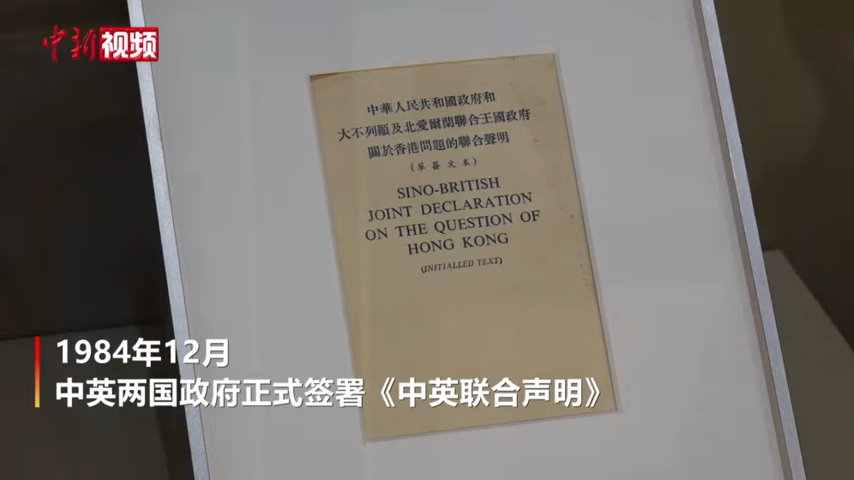 中新视频
中華人民共和國政府和
大不列顛及北愛爾蘭聯合王國政府
關於香港問題的聯合聲明
(草簽文本)
SINO-BRITISH
JOINT DECLARATION
ON THE QUESTION OF
HONG KONG
(INITIALLED TEXT)
1984年12月
中英两国政府正式签署《中英联合声明》